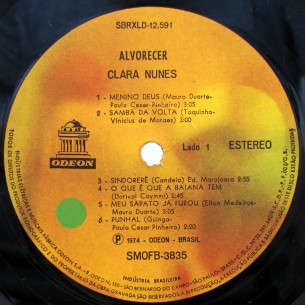 SBRXLD-12.591
ALVORECER
CLARA NUNES
1 - MENINO DEUS (Mauro Duarte-
Paulo Cesar Pinheiro) 3:05
2 - SAMBA DA VOLTA (Toquinho-
Vinicius de Moraes) 3:05
ODEON
Lado 1 ESTEREO
3 - SINDORERÊ (Candeia) Ed. Marajoara 2:55
4 - O QUE É QUE A BAIANA TEM
(Dorival Caymmi) 2:55
5 - MEU SAPATO JÁ FUROU (Elton Medeiros-
Mauro Duarte) 3:05
6 - PUNHAL (Guinga-
Paulo Cesar Pinheiro) 2:20
Ⓟ 1974 - ODEON - BRASIL
SMOFB-3835
INDÚSTRIA BRASILEIRA